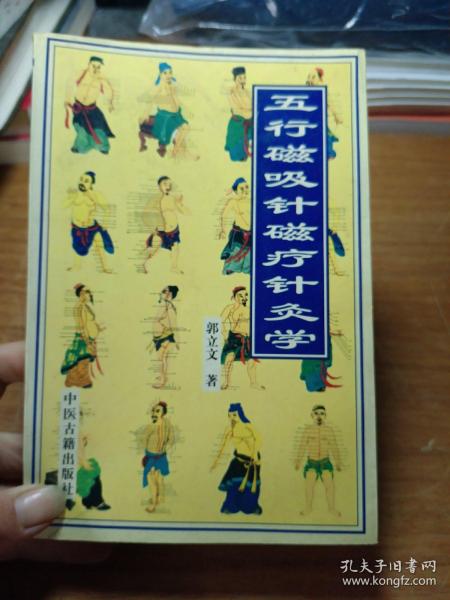 五行磁吸针磁疗针灸学
郭立文 著
中医古籍出版社
孔夫子旧书网
www.kongfz.com